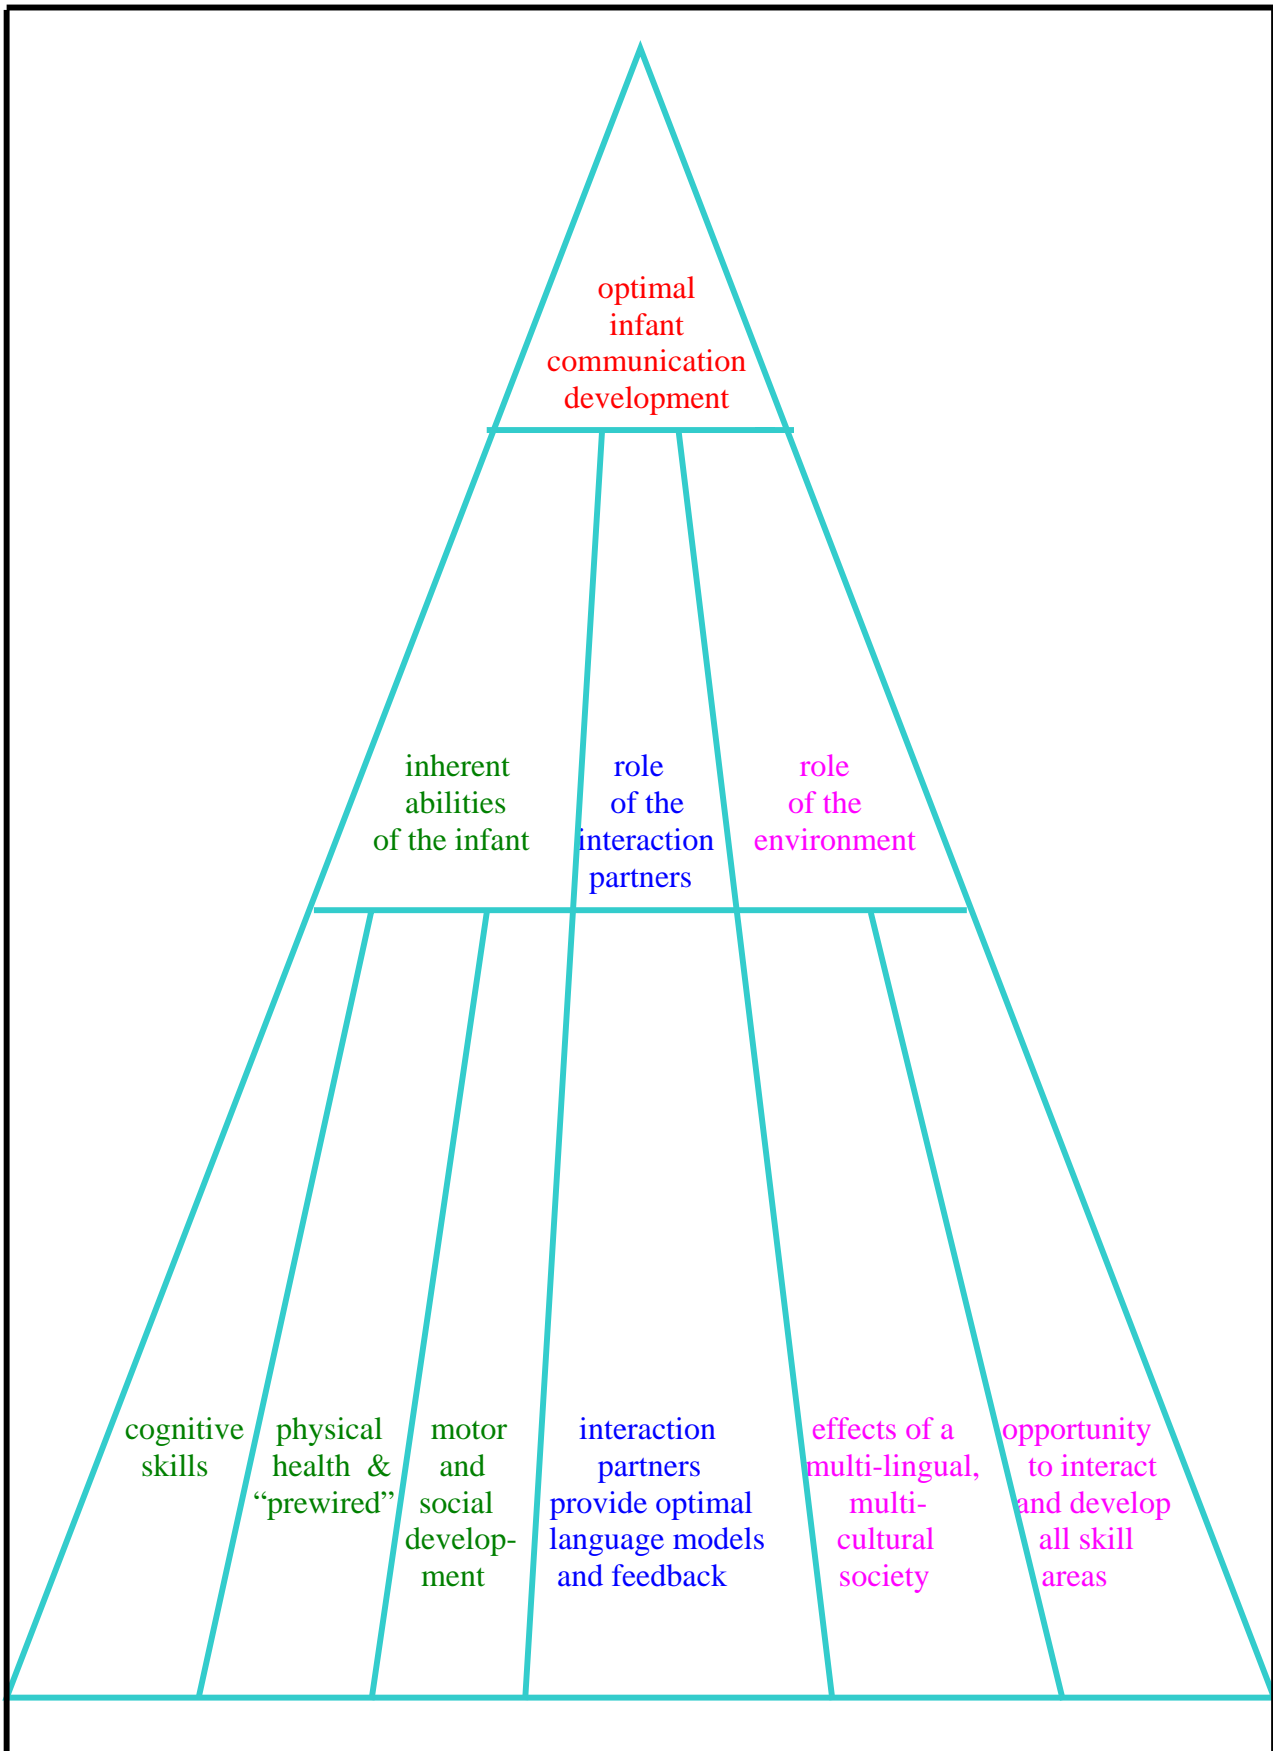 optimal
infant
communication
development
inherent
abilities
of the infant
role
of the
interaction
partners
role
of the
environment
cognitive
skills
physical
health &
“prewired”
motor
and
social
develop-
ment
interaction
partners
provide optimal
language models
and feedback
effects of a
multi-lingual,
multi-
cultural
society
opportunity
to interact
and develop
all skill
areas